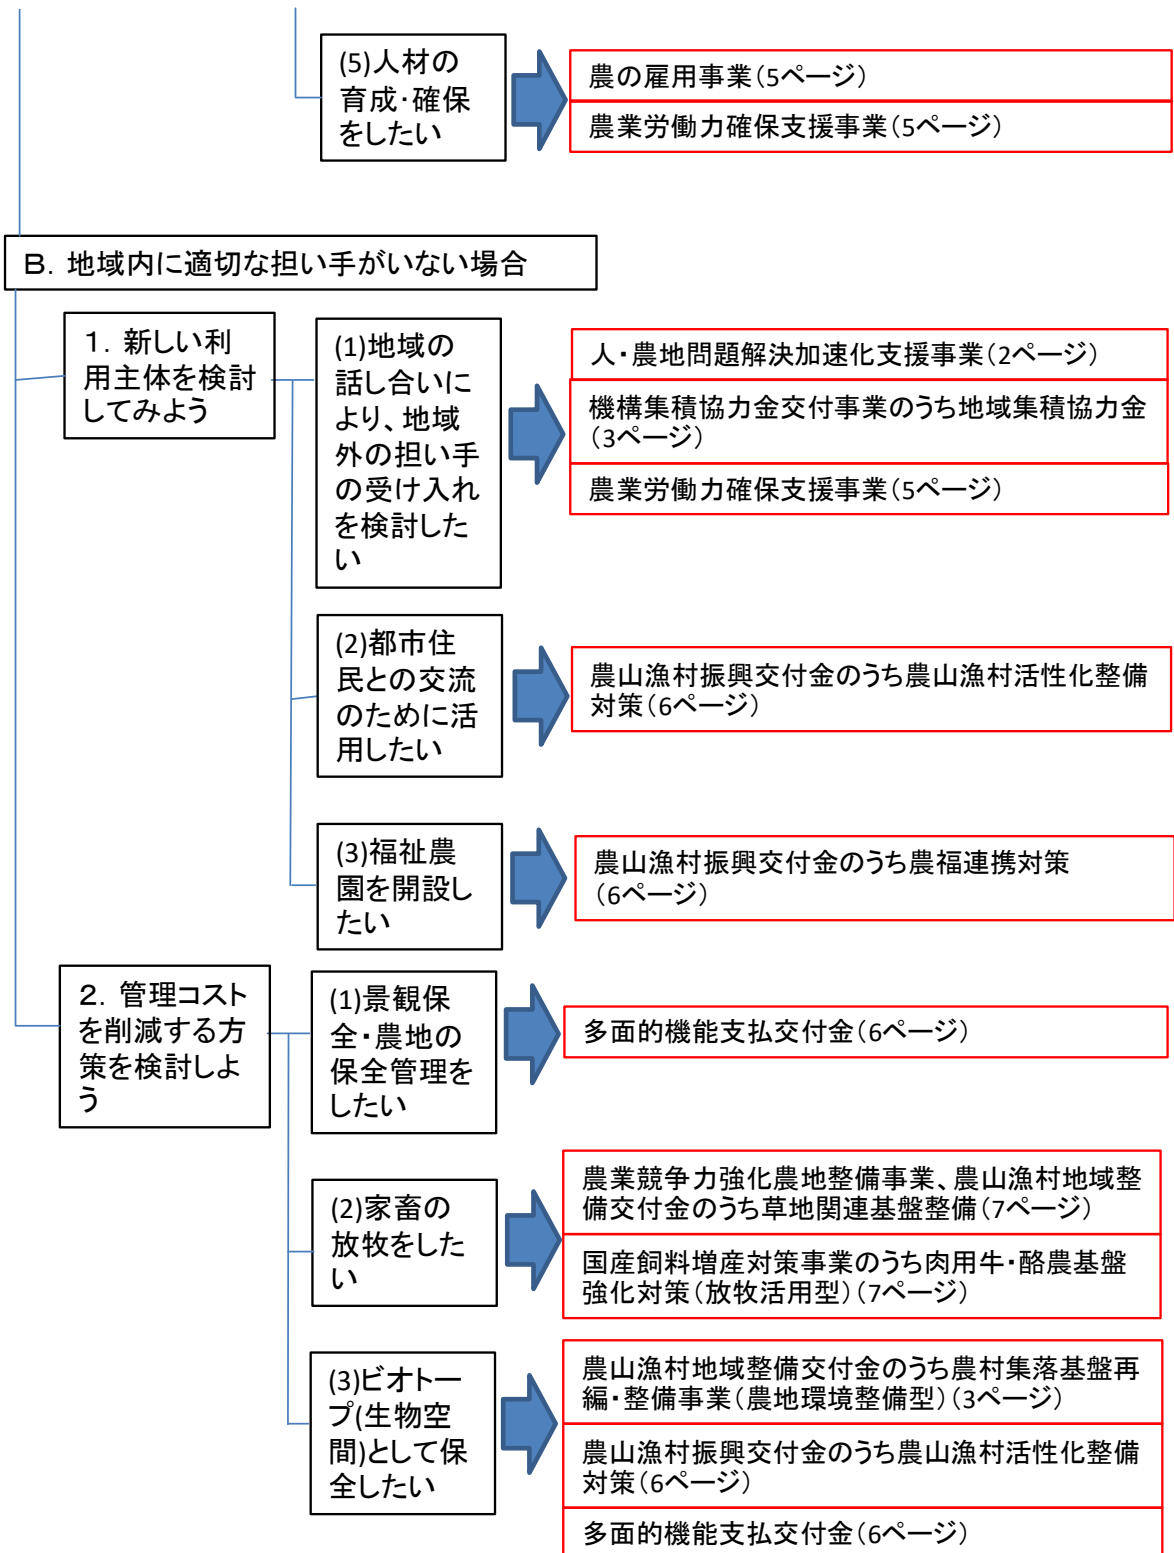 (5)人材の
育成・確保
をしたい
農の雇用事業(5ページ)
農業労働力確保支援事業(5ページ)
B．地域内に適切な担い手がいない場合
１．新しい利
用主体を検討
してみよう
(1)地域の
話し合いによ
り、地域
外の担い手
の受け入れ
を検討した
い
人・農地問題解決加速化支援事業(2ページ)
機構集積協力金交付事業のうち地域集積協力金
(3ページ)
農業労働力確保支援事業(5ページ)
(2)都市住
民との交流
のために活
用したい
農山漁村振興交付金のうち農山漁村活性化整備
対策(6ページ)
(3)福祉農
園を開設し
たい
農山漁村振興交付金のうち農福連携対策
(6ページ)
２．管理コスト
を削減する方
策を検討しよ
う
(1)景観保
全・農地の
保全管理を
したい
多面的機能支払交付金(6ページ)
(2)家畜の
放牧をした
い
農業競争力強化農地整備事業、農山漁村地域整
備交付金のうち草地関連基盤整備(7ページ)
国産飼料増産対策事業のうち肉用牛・酪農基盤
強化対策(放牧活用型)(7ページ)
(3)ビオトー
プ(生物空
間)として保
全したい
農山漁村地域整備交付金のうち農村集落基盤再
編・整備事業(農地環境整備型)(3ページ)
農山漁村振興交付金のうち農山漁村活性化整備
対策(6ページ)
多面的機能支払交付金(6ページ)